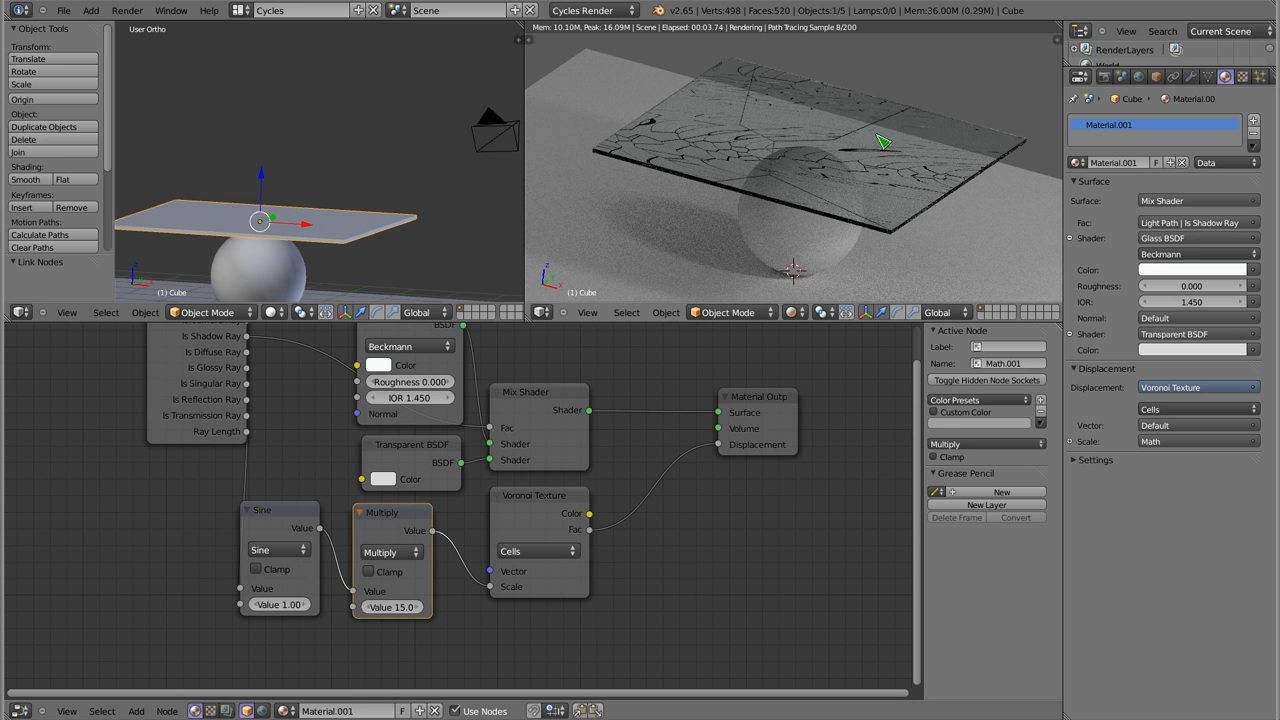 File Add Render Window Help
Cycles
Scene
Cycles Render
v2.65 | Verts:498 | Faces:520 | Objects:1/5 | Lamps:0/0 | Mem:36.00M (0.29M) | Cube
Object Tools
Transform:
Translate
Rotate
Scale
Origin
Object:
Duplicate Objects
Delete
Join
Shading:
Smooth Flat
Keyframes:
Insert Remove
Motion Paths:
Calculate Paths
Clear Paths
Link Nodes
User Ortho
(1) Cube
View Select Object
Object Mode
Global
Mem: 10.10M, Peak: 16.09M | Scene | Elapsed: 00:03.74 | Rendering | Path Tracing Sample 8/200
(1) Cube
View Select Object
Object Mode
Global
Is Shadow Ray
Is Diffuse Ray
Is Glossy Ray
Is Singular Ray
Is Reflection Ray
Is Transmission Ray
Ray Length
BSDF
Beckmann
Color
Roughness 0.000
IOR 1.450
Normal
Transparent BSDF
BSDF
Color
Mix Shader
Shader
Fac
Shader
Shader
Material Outp
Surface
Volume
Displacement
Sine
Value
Sine
Clamp
Value
Value 1.00
Multiply
Value
Multiply
Clamp
Value
Value 15.0
Voronoi Texture
Color
Fac
Cells
Vector
Scale
Active Node
Label:
Name: Math.001
Toggle Hidden Node Sockets
Color Presets
Custom Color
Multiply
Clamp
Grease Pencil
New
New Layer
Delete Frame Convert
View Select Add Node
Material.001 F
Use Nodes
View Search Current Scene
RenderLayers
World
Cube Material.00
Material.001
Material.001 F Data
Surface
Surface: Mix Shader
Fac: Light Path | Is Shadow Ray
Shader: Glass BSDF
Beckmann
Color:
Roughness: 0.000
IOR: 1.450
Normal: Default
Shader: Transparent BSDF
Color:
Displacement
Displacement: Voronoi Texture
Cells
Vector: Default
Scale: Math
Settings